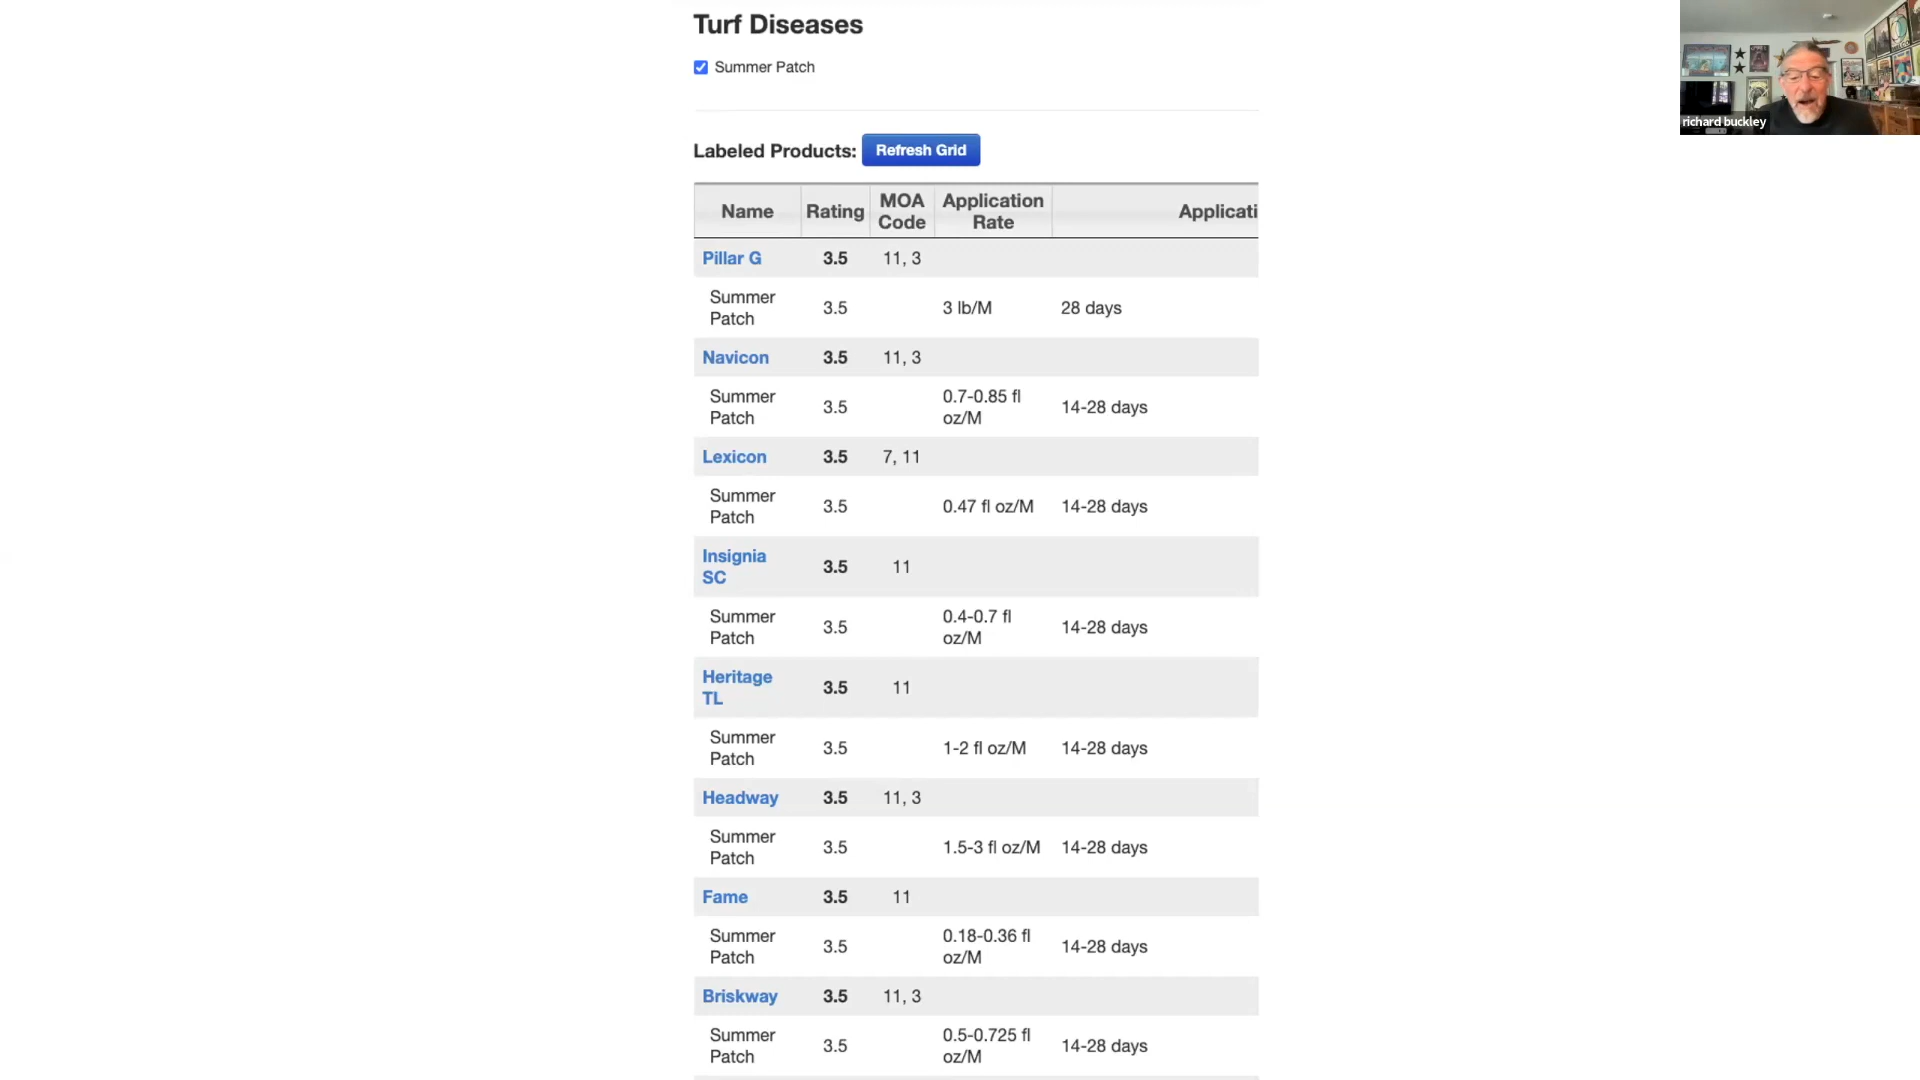 Turf Diseases
Summer Patch
Labeled Products: Refresh Grid
Name Rating MOA Code Application Rate Applicati
Pillar G 3.5 11, 3
Summer Patch 3.5 3 lb/M 28 days
Navicon 3.5 11, 3
Summer Patch 3.5 0.7-0.85 fl oz/M 14-28 days
Lexicon 3.5 7, 11
Summer Patch 3.5 0.47 fl oz/M 14-28 days
Insignia SC 3.5 11
Summer Patch 3.5 0.4-0.7 fl oz/M 14-28 days
Heritage TL 3.5 11
Summer Patch 3.5 1-2 fl oz/M 14-28 days
Headway 3.5 11, 3
Summer Patch 3.5 1.5-3 fl oz/M 14-28 days
Fame 3.5 11
Summer Patch 3.5 0.18-0.36 fl oz/M 14-28 days
Briskway 3.5 11, 3
Summer Patch 3.5 0.5-0.725 fl oz/M 14-28 days
richard buckley